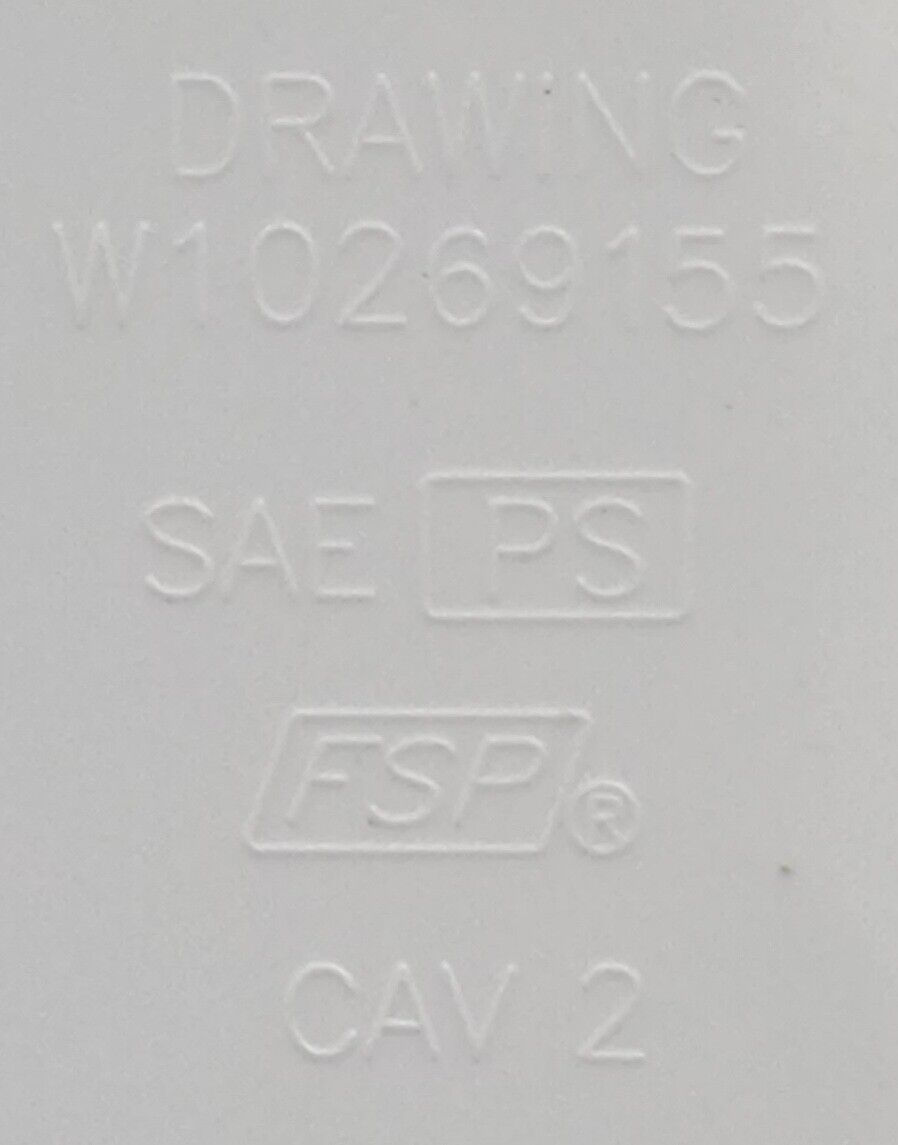 DRAWING
W10269155
SAE PS
FSP®
CAV 2